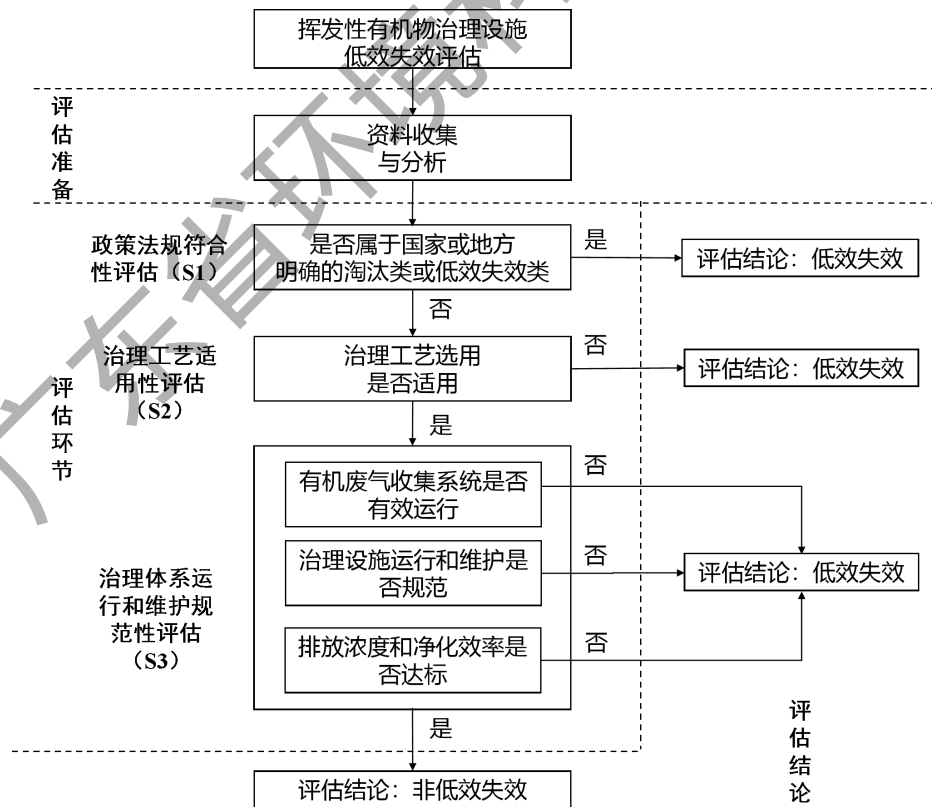 挥发性有机物治理设施
低效失效评估
评
估
准
备
资料收集
与分析
政策法规符合
性评估（S1）
是否属于国家或地方
明确的淘汰类或低效失效类
是
评估结论：低效失效
否
治理工艺适
用性评估
（S2）
治理工艺选用
是否适用
否
评估结论：低效失效
是
评
估
环
节
有机废气收集系统是否
有效运行
否
治理体系运
行和维护规
范性评估
（S3）
治理设施运行和维护是
否规范
否
评估结论：低效失效
排放浓度和净化效率是
否达标
否
是
评
估
结
论
评估结论：非低效失效
广东省环境科